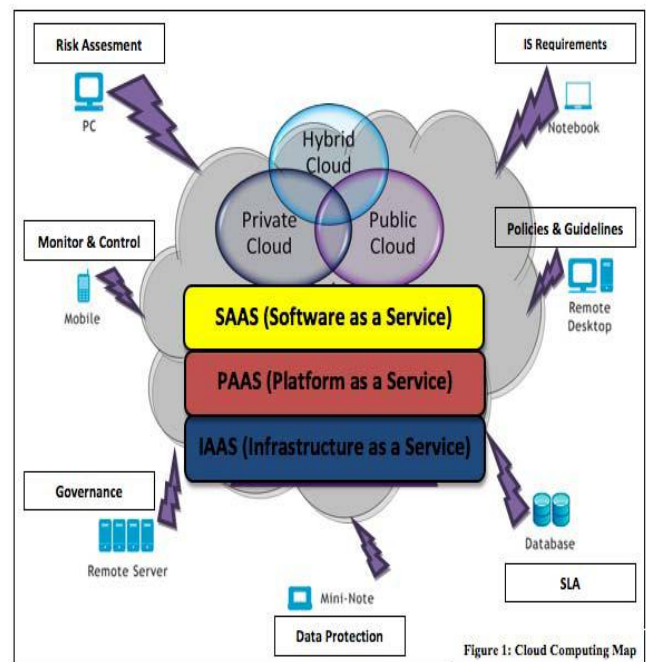 Risk Assesment
IS Requirements
PC
Notebook
Hybrid
Cloud
Private
Cloud
Public
Cloud
Monitor & Control
Policies & Guidelines
Mobile
Remote
Desktop
SAAS (Software as a Service)
PAAS (Platform as a Service)
IAAS (Infrastructure as a Service)
Governance
Remote Server
Database
SLA
Mini-Note
Data Protection
Figure 1: Cloud Computing Map